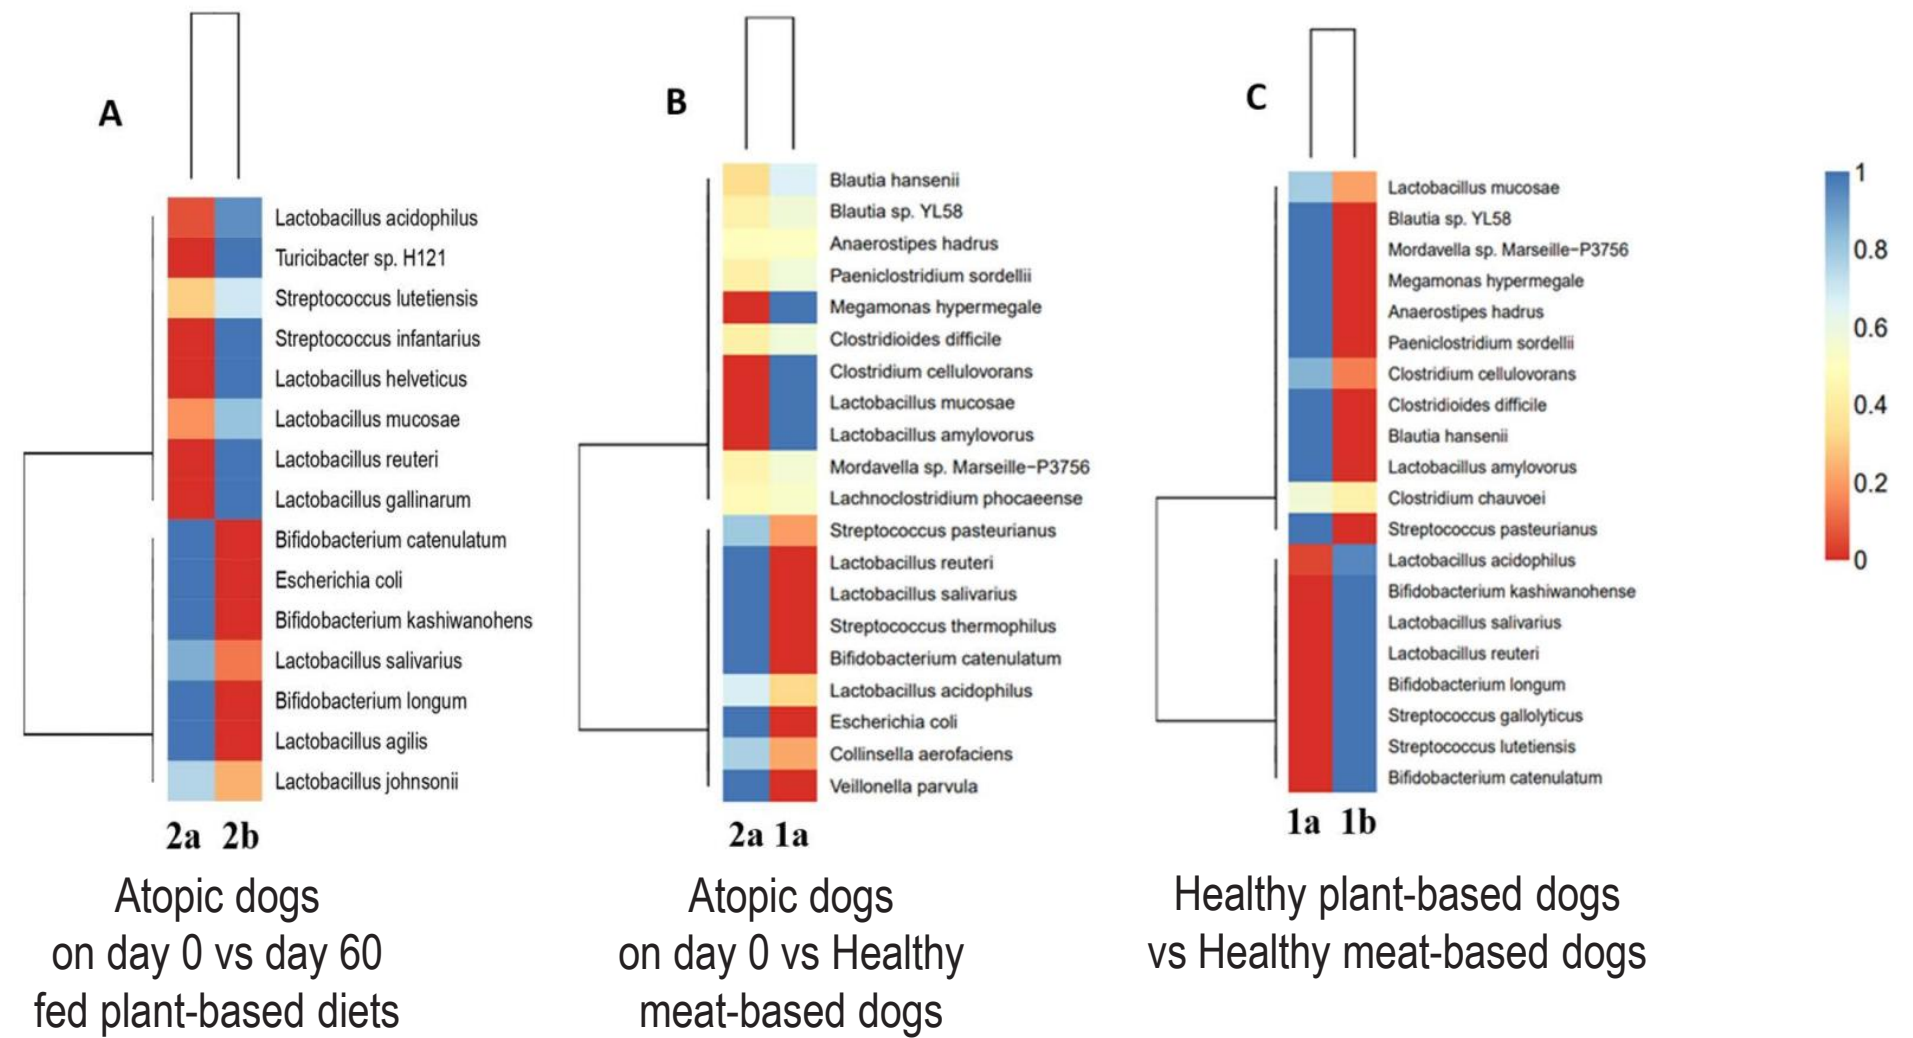 A
Lactobacillus acidophilus
Turicibacter sp. H121
Streptococcus lutetiensis
Streptococcus infantarius
Lactobacillus helveticus
Lactobacillus mucosae
Lactobacillus reuteri
Lactobacillus gallinarum
Bifidobacterium catenulatum
Escherichia coli
Bifidobacterium kashiwanohens
Lactobacillus salivarius
Bifidobacterium longum
Lactobacillus agilis
Lactobacillus johnsonii
2a 2b
Atopic dogs
on day 0 vs day 60
fed plant-based diets
B
Blautia hansenii
Blautia sp. YL58
Anaerostipes hadrus
Paeniclostridium sordellii
Megamonas hypermegale
Clostridioides difficile
Clostridium cellulovorans
Lactobacillus mucosae
Lactobacillus amylovorus
Mordavella sp. Marseille−P3756
Lachnoclostridium phocaeense
Streptococcus pasteurianus
Lactobacillus reuteri
Lactobacillus salivarius
Streptococcus thermophilus
Bifidobacterium catenulatum
Lactobacillus acidophilus
Escherichia coli
Collinsella aerofaciens
Veillonella parvula
2a 1a
Atopic dogs
on day 0 vs Healthy
meat-based dogs
C
Lactobacillus mucosae
Blautia sp. YL58
Mordavella sp. Marseille−P3756
Megamonas hypermegale
Anaerostipes hadrus
Paeniclostridium sordellii
Clostridium cellulovorans
Clostridioides difficile
Blautia hansenii
Lactobacillus amylovorus
Clostridium chauvoei
Streptococcus pasteurianus
Lactobacillus acidophilus
Bifidobacterium kashiwanohense
Lactobacillus salivarius
Lactobacillus reuteri
Bifidobacterium longum
Streptococcus gallolyticus
Streptococcus lutetiensis
Bifidobacterium catenulatum
1a 1b
Healthy plant-based dogs
vs Healthy meat-based dogs
1
0.8
0.6
0.4
0.2
0